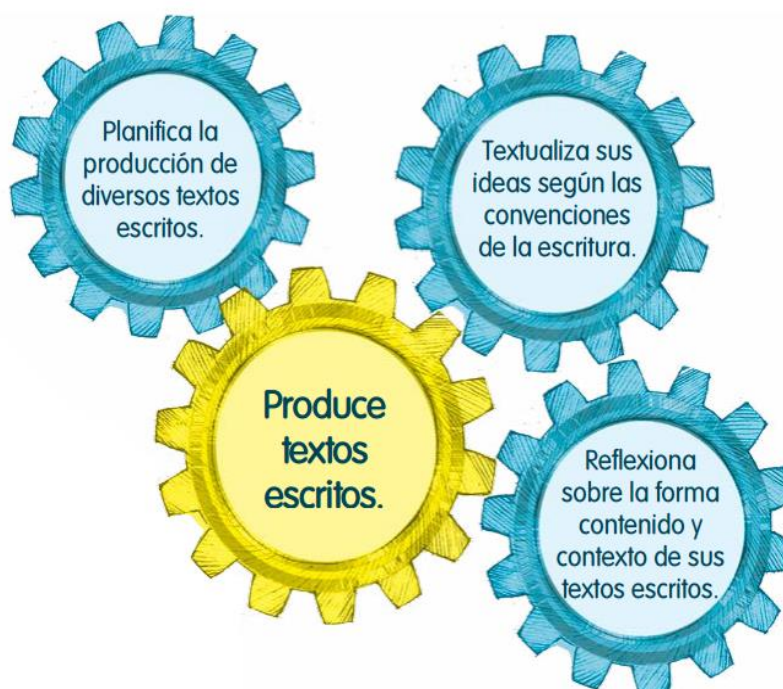 Planifica la
producción de
diversos textos
escritos.
Textualiza sus
ideas según las
convenciones
de la escritura.
Produce
textos
escritos.
Reflexiona
sobre la forma
contenido y
contexto de sus
textos escritos.